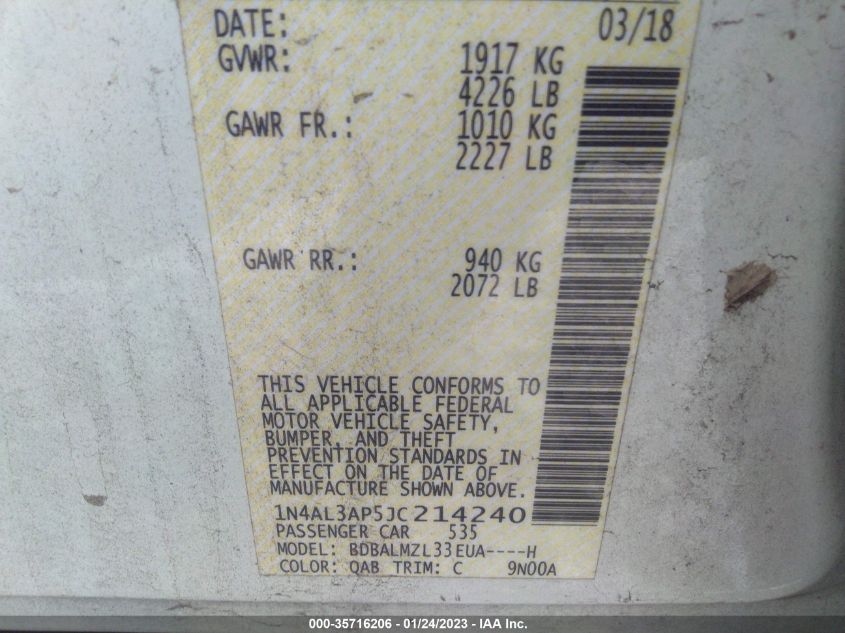 DATE: 03/18
GVWR: 1917 KG
4226 LB
GAWR FR.: 1010 KG
2227 LB
GAWR RR.: 940 KG
2072 LB
THIS VEHICLE CONFORMS TO
ALL APPLICABLE FEDERAL
MOTOR VEHICLE SAFETY,
BUMPER, AND THEFT
PREVENTION STANDARDS IN
EFFECT ON THE DATE OF
MANUFACTURE SHOWN ABOVE.
1N4AL3AP5JC214240
PASSENGER CAR 535
MODEL: BDBALMZL33EUA----H
COLOR: QAB TRIM: C 9N00A
000-35716206 - 01/24/2023 - IAA Inc.